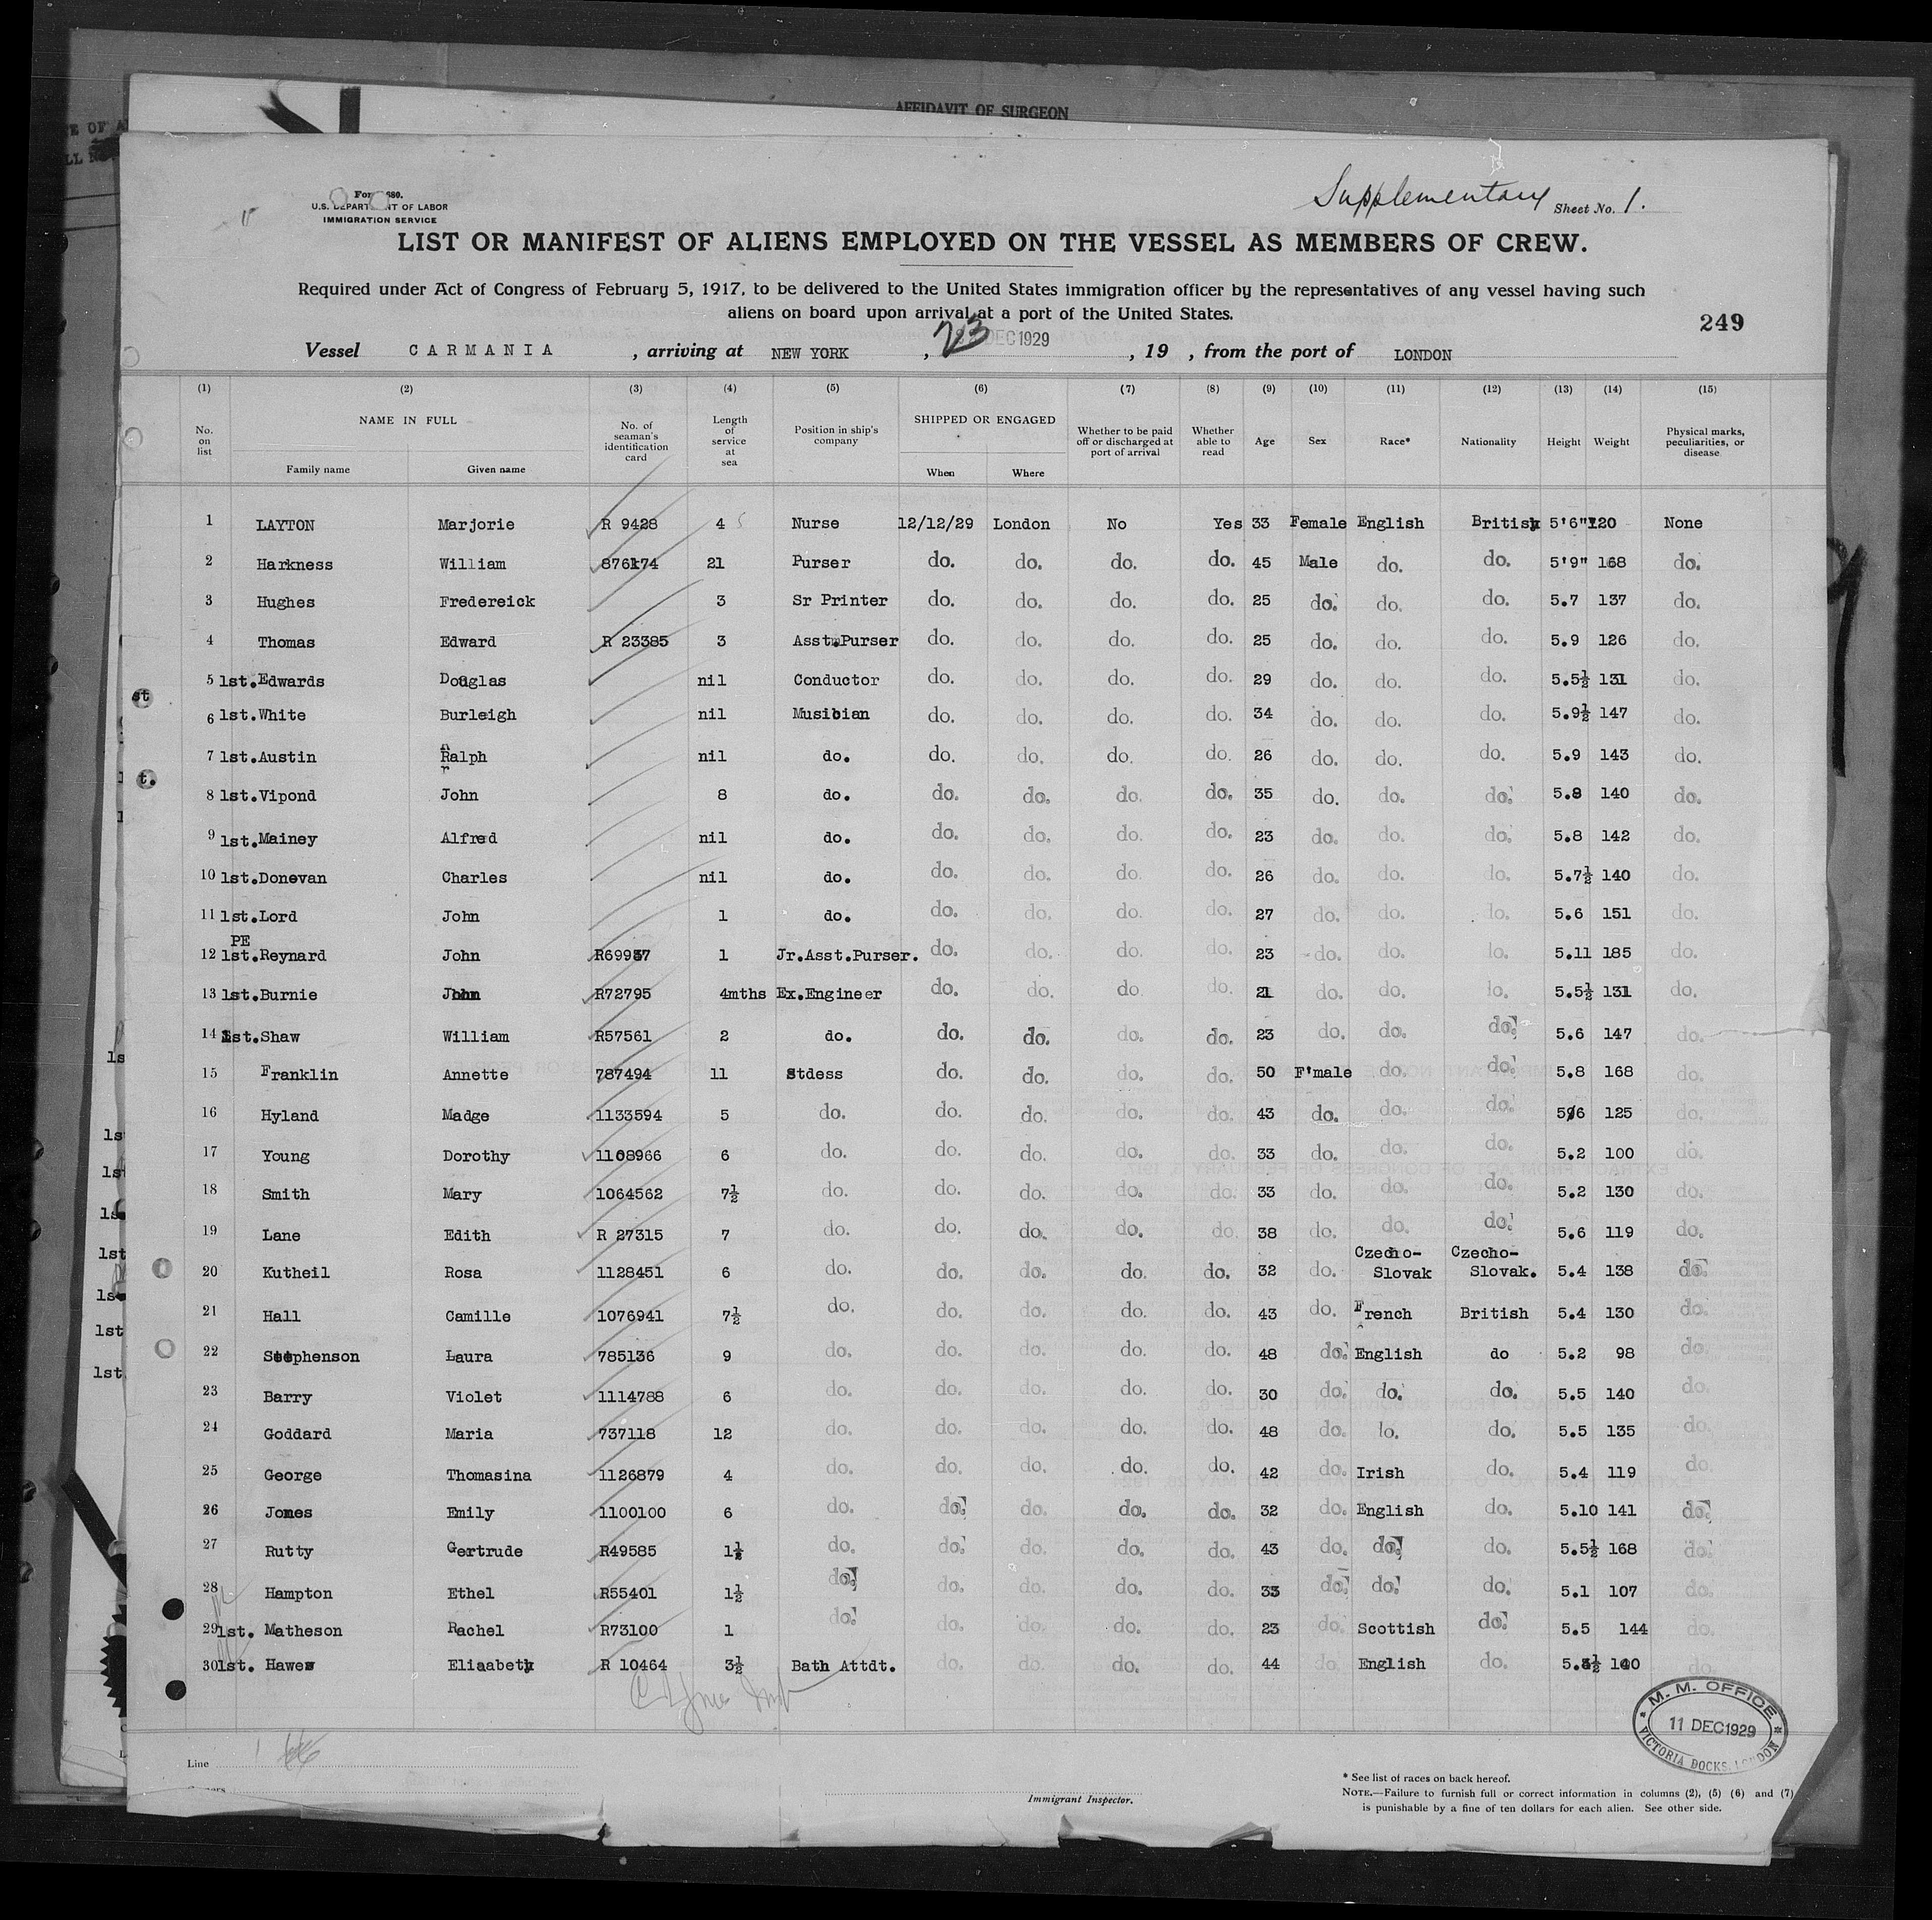 AFFIDAVIT OF SURGEON
Supplementary Sheet No. 1.
U.S. DEPARTMENT OF LABOR
IMMIGRATION SERVICE
LIST OR MANIFEST OF ALIENS EMPLOYED ON THE VESSEL AS MEMBERS OF CREW.
Required under Act of Congress of February 5, 1917, to be delivered to the United States immigration officer by the representatives of any vessel having such
aliens on board upon arrival at a port of the United States.
249
Vessel CARMANIA , arriving at NEW YORK , 23 DEC 1929 , 19 , from the port of LONDON
(1) (2) (3) (4) (5) (6) (7) (8) (9) (10) (11) (12) (13) (14) (15)
No. on list NAME IN FULL Family name Given name No. of seaman's identification card Length of service at sea Position in ship's company SHIPPED OR ENGAGED When Where Whether to be paid off or discharged at port of arrival Whether able to read Age Sex Race* Nationality Height Weight Physical marks, peculiarities, or disease
1 LAYTON Marjorie R 9428 4 Nurse 12/12/29 London No Yes 33 Female English British 5'6" 120 None
2 Harkness William 876174 21 Purser do. do. do. do. 45 Male do. do. 5'9" 168 do.
3 Hughes Fredereick 3 Sr Printer do. do. do. do. 25 do. do. do. 5.7 137 do.
4 Thomas Edward R 23385 3 Asst.Purser do. do. do. do. 25 do. do. do. 5.9 126 do.
5 1st. Edwards Douglas nil Conductor do. do. do. do. 29 do. do. do. 5.5½ 131 do.
6 1st. White Burleigh nil Musician do. do. do. do. 34 do. do. do. 5.9½ 147 do.
7 1st. Austin Ralph nil do. do. do. do. do. 26 do. do. do. 5.9 143 do.
8 1st. Vipond John 8 do. do. do. do. do. 35 do. do. do. 5.8 140 do.
9 1st. Mainey Alfred nil do. do. do. do. do. 23 do. do. do. 5.8 142 do.
10 1st. Donevan Charles nil do. do. do. do. do. 26 do. do. do. 5.7½ 140 do.
11 1st. Lord John 1 do. do. do. do. do. 27 do. do. do. 5.6 151 do.
PE
12 1st. Reynard John R69937 1 Jr.Asst.Purser. do. do. do. do. 23 do. do. do. 5.11 185 do.
13 1st. Burnie John R72795 4mths Ex.Engineer do. do. do. do. 21 do. do. do. 5.5½ 131 do.
14 1st. Shaw William R57561 2 do. do. do. do. do. 23 do. do. do. 5.6 147 do.
15 Franklin Annette 787494 11 Stdess do. do. do. do. 50 F'male do. do. 5.8 168 do.
16 Hyland Madge 1133594 5 do. do. do. do. do. 43 do. do. do. 5.6 125 do.
17 Young Dorothy 1108966 6 do. do. do. do. do. 33 do. do. do. 5.2 100 do.
18 Smith Mary 1064562 7½ do. do. do. do. do. 33 do. do. do. 5.2 130 do.
19 Lane Edith R 27315 7 do. do. do. do. do. 38 do. do. do. 5.6 119 do.
20 Kutheil Rosa 1128451 6 do. do. do. do. do. 32 do. Czecho-Slovak Czecho-Slovak. 5.4 138 do.
21 Hall Camille 1076941 7½ do. do. do. do. do. 43 do. French British 5.4 130 do.
22 Stephenson Laura 785136 9 do. do. do. do. do. 48 do. English do 5.2 98 do.
23 Barry Violet 1114788 6 do. do. do. do. do. 30 do. do. do. 5.5 140 do.
24 Goddard Maria 737118 12 do. do. do. do. do. 48 do. do. do. 5.5 135 do.
25 George Thomasina 1126879 4 do. do. do. do. do. 42 do. Irish do. 5.4 119 do.
26 Jones Emily 1100100 6 do. do. do. do. do. 32 do. English do. 5.10 141 do.
27 Rutty Gertrude R49585 1½ do. do. do. do. do. 43 do. do. do. 5.5½ 168 do.
28 Hampton Ethel R55401 1½ do. do. do. do. do. 33 do. do. do. 5.1 107 do.
29 1st. Matheson Rachel R73100 1 do. do. do. do. do. 23 do. Scottish do. 5.5 144 do.
30 1st. Hawes Elizabeth R 10464 3½ Bath Attdt. do. do. do. do. 44 do. English do. do.
M. M. OFFICE
11 DEC 1929
VICTORIA DOCKS, LONDON
Line
Immigrant Inspector.
* See list of races on back hereof.
NOTE.—Failure to furnish full or correct information in columns (2), (5) (6) and (7)
is punishable by a fine of ten dollars for each alien. See other side.